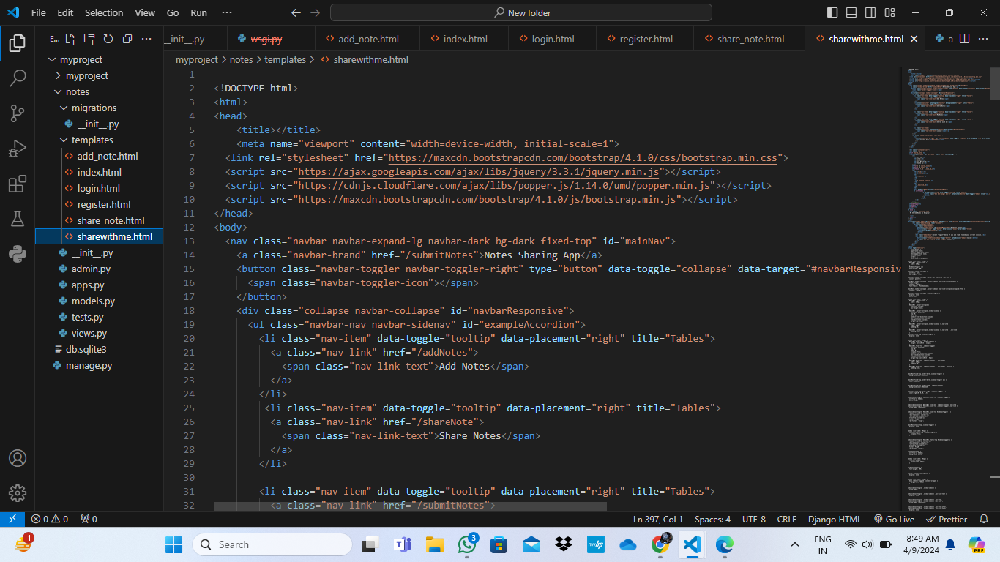 File Edit Selection View Go Run ··· New folder
E... ···
__init__.py wsgi.py add_note.html index.html login.html register.html share_note.html sharewithme.html a ···
myproject > notes > templates > <> sharewithme.html
myproject
myproject
notes
migrations
__init__.py
templates
add_note.html
index.html
login.html
register.html
share_note.html
sharewithme.html
__init__.py
admin.py
apps.py
models.py
tests.py
views.py
db.sqlite3
manage.py
1
2 <!DOCTYPE html>
3 <html>
4 <head>
5 <title></title>
6 <meta name="viewport" content="width-device-width, initial-scale=1">
7 <link rel="stylesheet" href="https://maxcdn.bootstrapcdn.com/bootstrap/4.1.0/css/bootstrap.min.css">
8 <script src="https://ajax.googleapis.com/ajax/libs/jquery/3.3.1/jquery.min.js"></script>
9 <script src="https://cdnjs.cloudflare.com/ajax/libs/popper.js/1.14.0/umd/popper.min.js"></script>
10 <script src="https://maxcdn.bootstrapcdn.com/bootstrap/4.1.0/js/bootstrap.min.js"></script>
11 </head>
12 <body>
13 <nav class="navbar navbar-expand-lg navbar-dark bg-dark fixed-top" id="mainNav">
14 <a class="navbar-brand" href="/submitNotes">Notes Sharing App</a>
15 <button class="navbar-toggler navbar-toggler-right" type="button" data-toggle="collapse" data-target="#navbarResponsiv
16 <span class="navbar-toggler-icon"></span>
17 </button>
18 <div class="collapse navbar-collapse" id="navbarResponsive">
19 <ul class="navbar-nav navbar-sidenav" id="exampleAccordion">
20 <li class="nav-item" data-toggle="tooltip" data-placement="right" title="Tables">
21 <a class="nav-link" href="/addNotes">
22 <span class="nav-link-text">Add Notes</span>
23 </a>
24 </li>
25 <li class="nav-item" data-toggle="tooltip" data-placement="right" title="Tables">
26 <a class="nav-link" href="/shareNote">
27 <span class="nav-link-text">Share Notes</span>
28 </a>
29 </li>
30
31 <li class="nav-item" data-toggle="tooltip" data-placement="right" title="Tables">
32 <a class="nav-link" href="/submitNotes">
0 0 0 Ln 397, Col 1 Spaces: 4 UTF-8 CRLF Django HTML Go Live Prettier
1 Search 3 myhp ENG IN 8:49 AM 4/9/2024 PRE